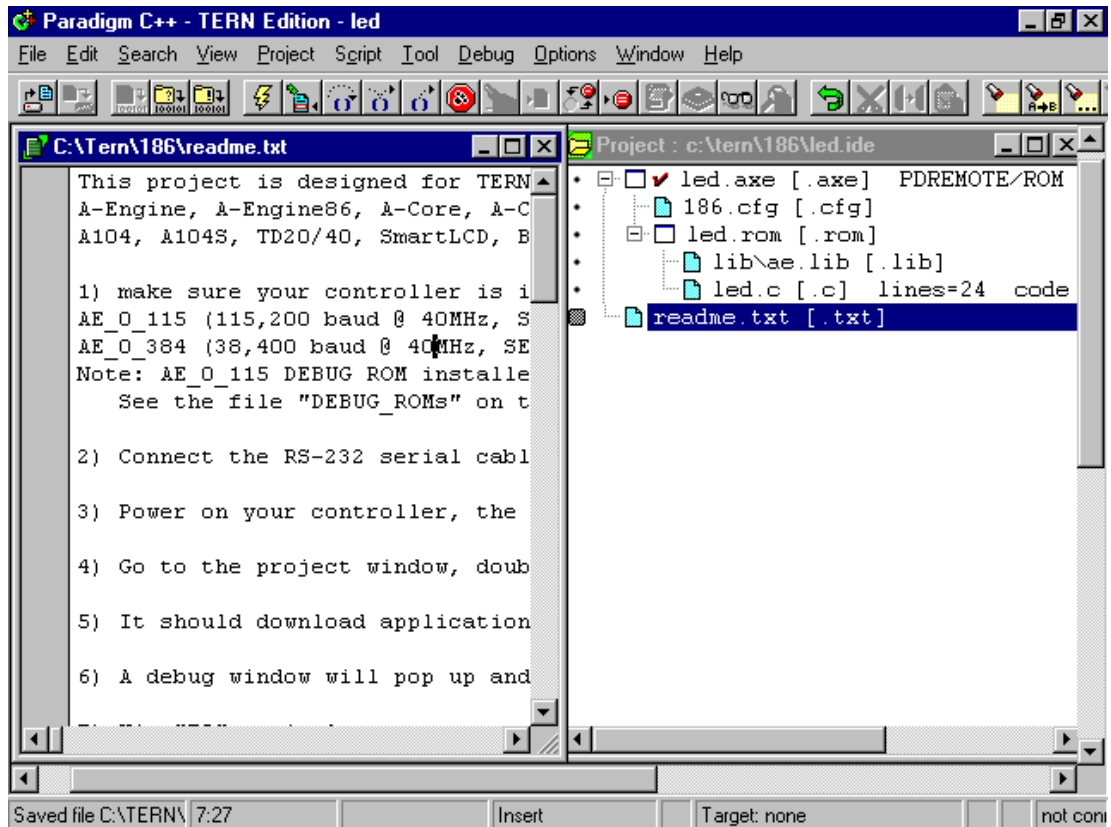 Paradigm C++ - TERN Edition - led
File Edit Search View Project Script Tool Debug Options Window Help
C:\Tern\186\readme.txt
This project is designed for TERN
A-Engine, A-Engine86, A-Core, A-C
A104, A104S, TD20/40, SmartLCD, B
1) make sure your controller is i
AE_0_115 (115,200 baud @ 40MHz, S
AE_0_384 (38,400 baud @ 40MHz, SE
Note: AE_0_115 DEBUG ROM installe
See the file "DEBUG_ROMs" on t
2) Connect the RS-232 serial cabl
3) Power on your controller, the
4) Go to the project window, doub
5) It should download application
6) A debug window will pop up and
Project : c:\tern\186\led.ide
led.axe [.axe] PDREMOTE/ROM
186.cfg [.cfg]
led.rom [.rom]
lib\ae.lib [.lib]
led.c [.c] lines=24 code
readme.txt [.txt]
Saved file C:\TERN\ 7:27 Insert Target: none not con